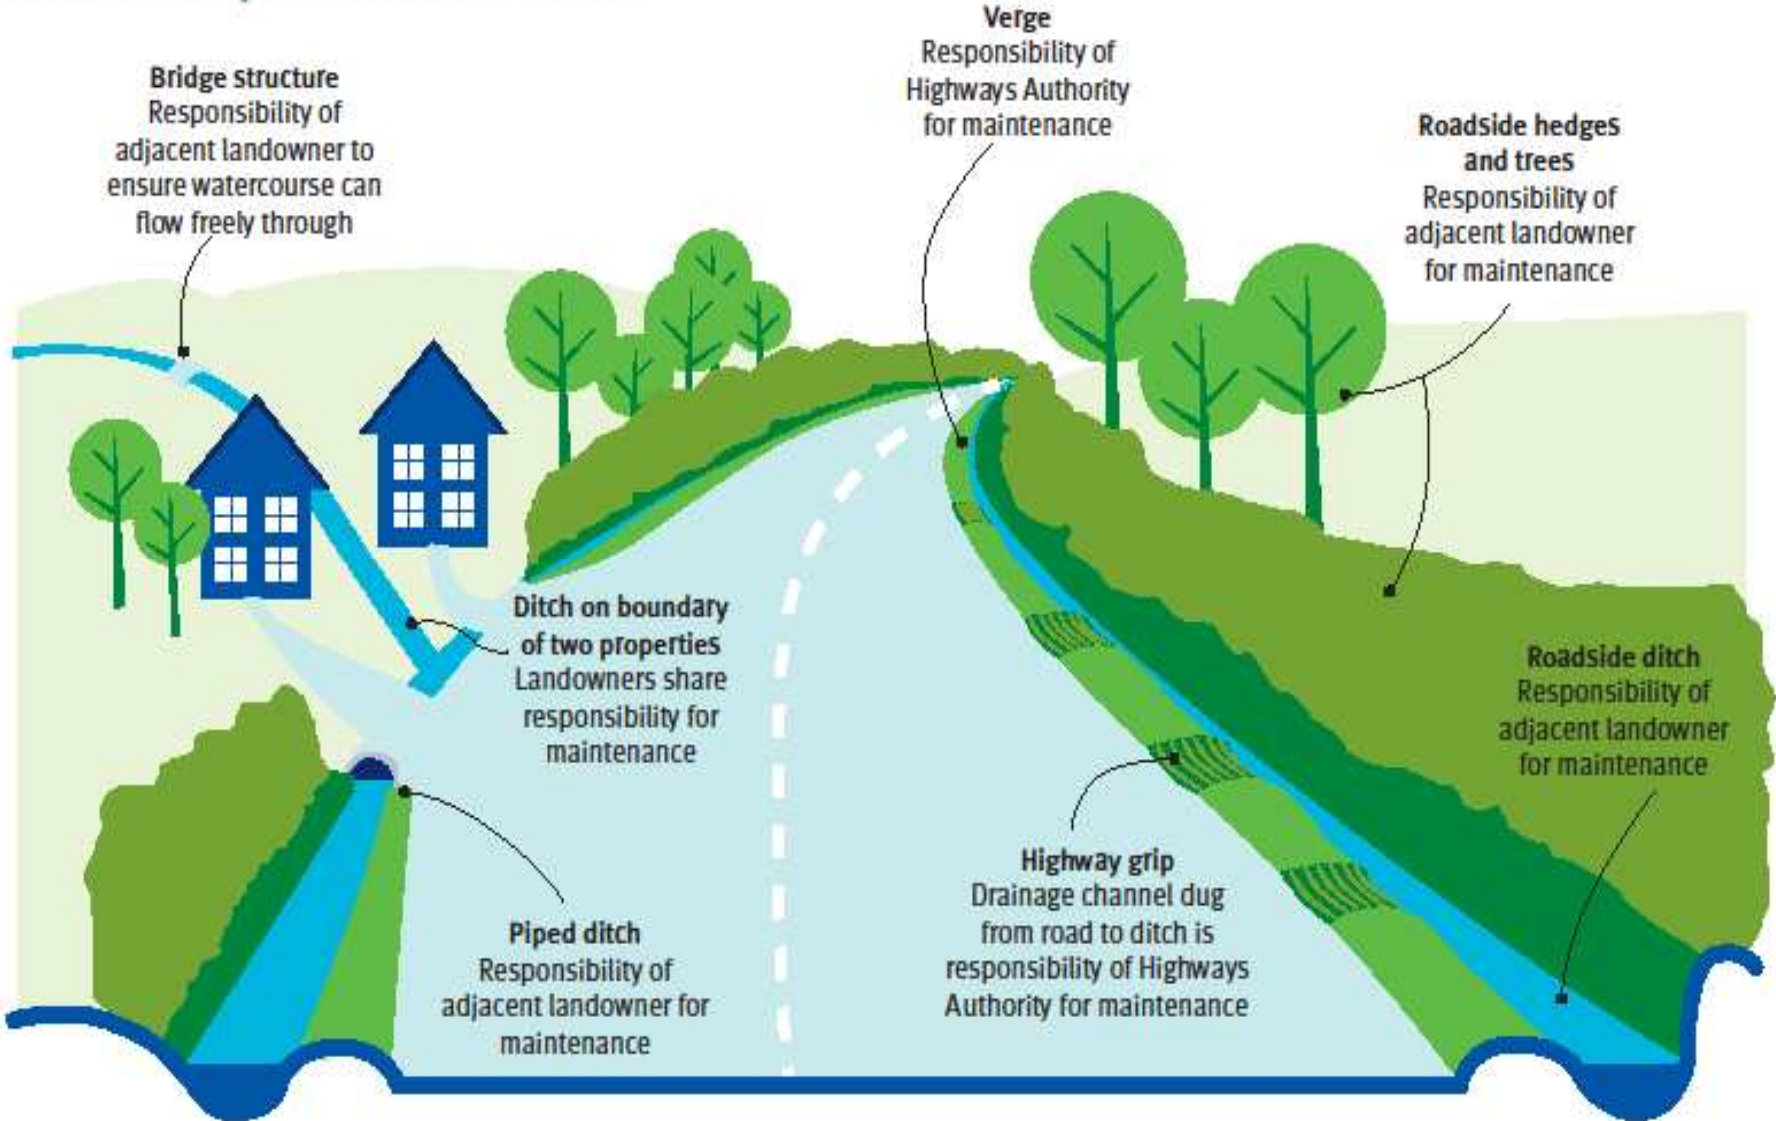 Bridge structure
Responsibility of
adjacent landowner to
ensure watercourse can
flow freely through
Verge
Responsibility of
Highways Authority
for maintenance
Roadside hedges
and trees
Responsibility of
adjacent landowner
for maintenance
Ditch on boundary
of two properties
Landowners share
responsibility for
maintenance
Roadside ditch
Responsibility of
adjacent landowner
for maintenance
Piped ditch
Responsibility of
adjacent landowner for
maintenance
Highway grip
Drainage channel dug
from road to ditch is
responsibility of Highways
Authority for maintenance